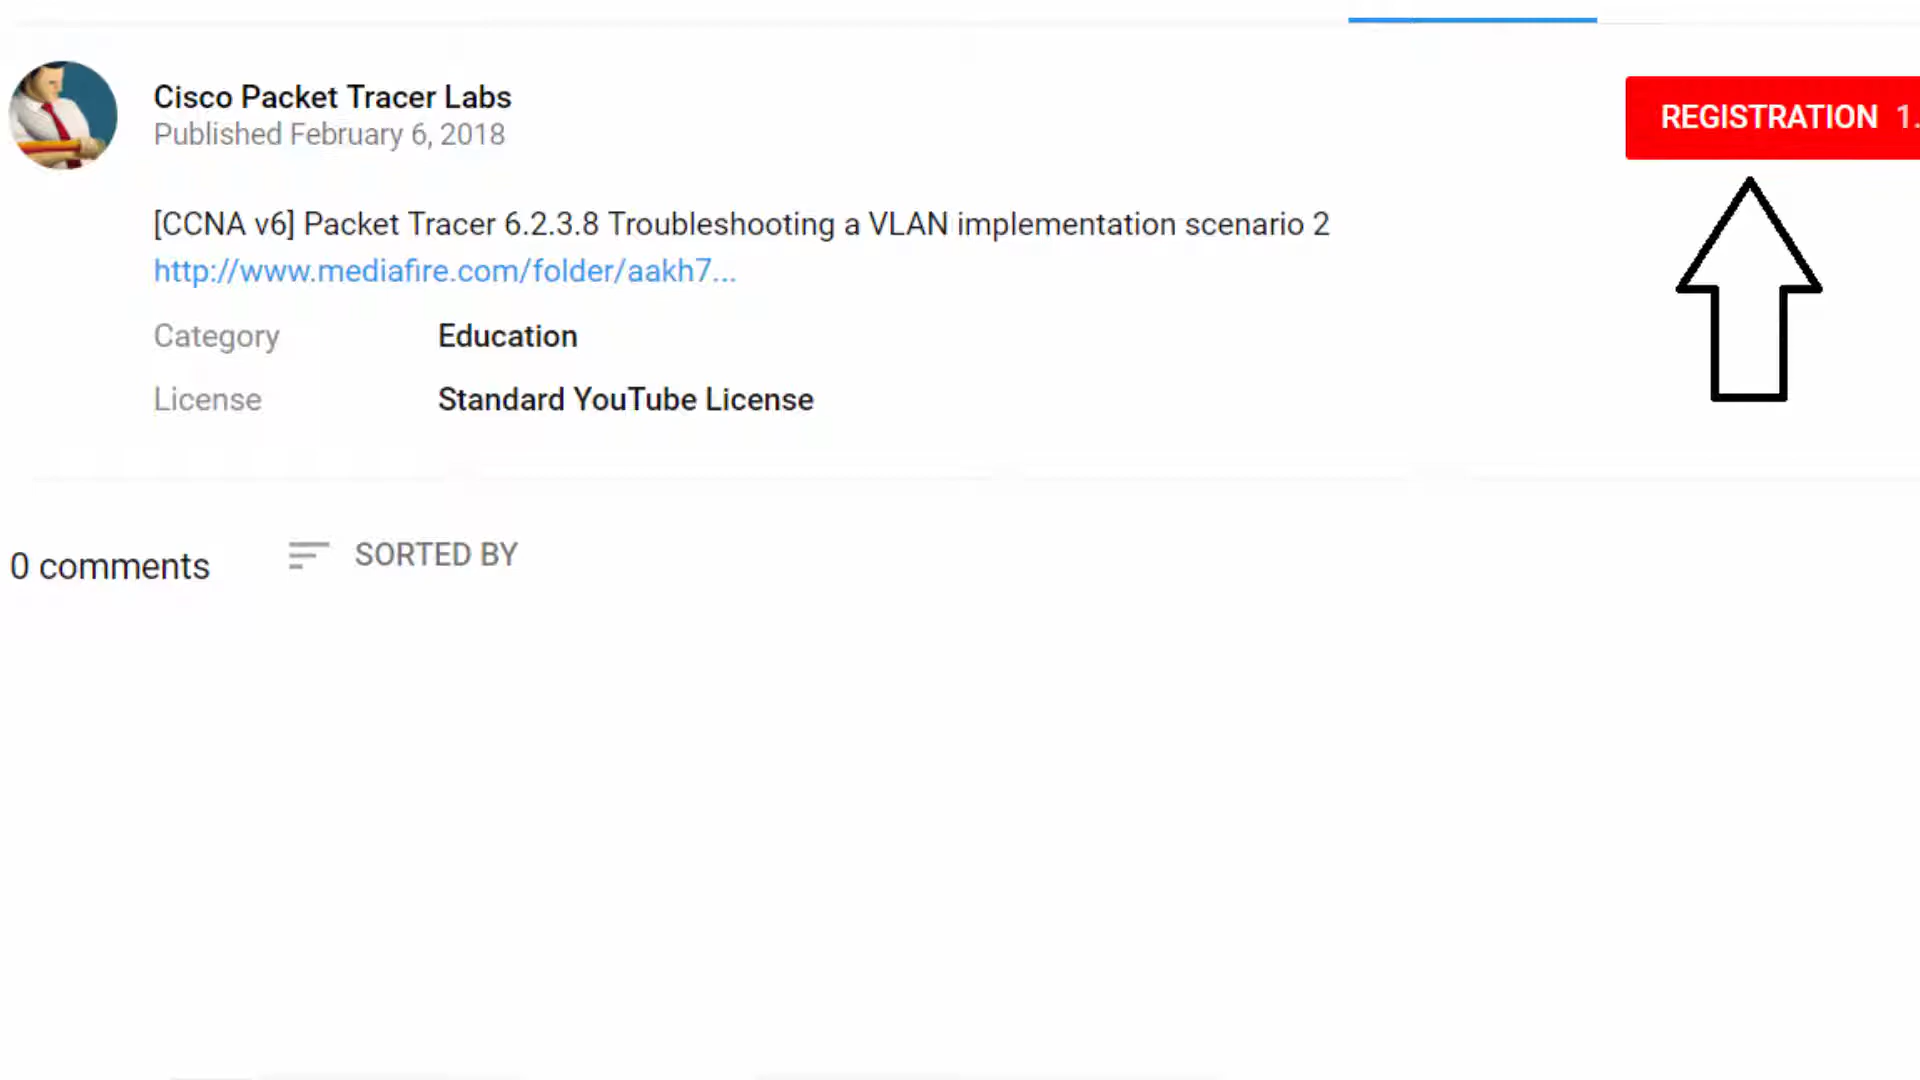 Cisco Packet Tracer Labs
Published February 6, 2018
REGISTRATION 1.
[CCNA v6] Packet Tracer 6.2.3.8 Troubleshooting a VLAN implementation scenario 2
http://www.mediafire.com/folder/aakh7...
Category Education
License Standard YouTube License
0 comments SORTED BY